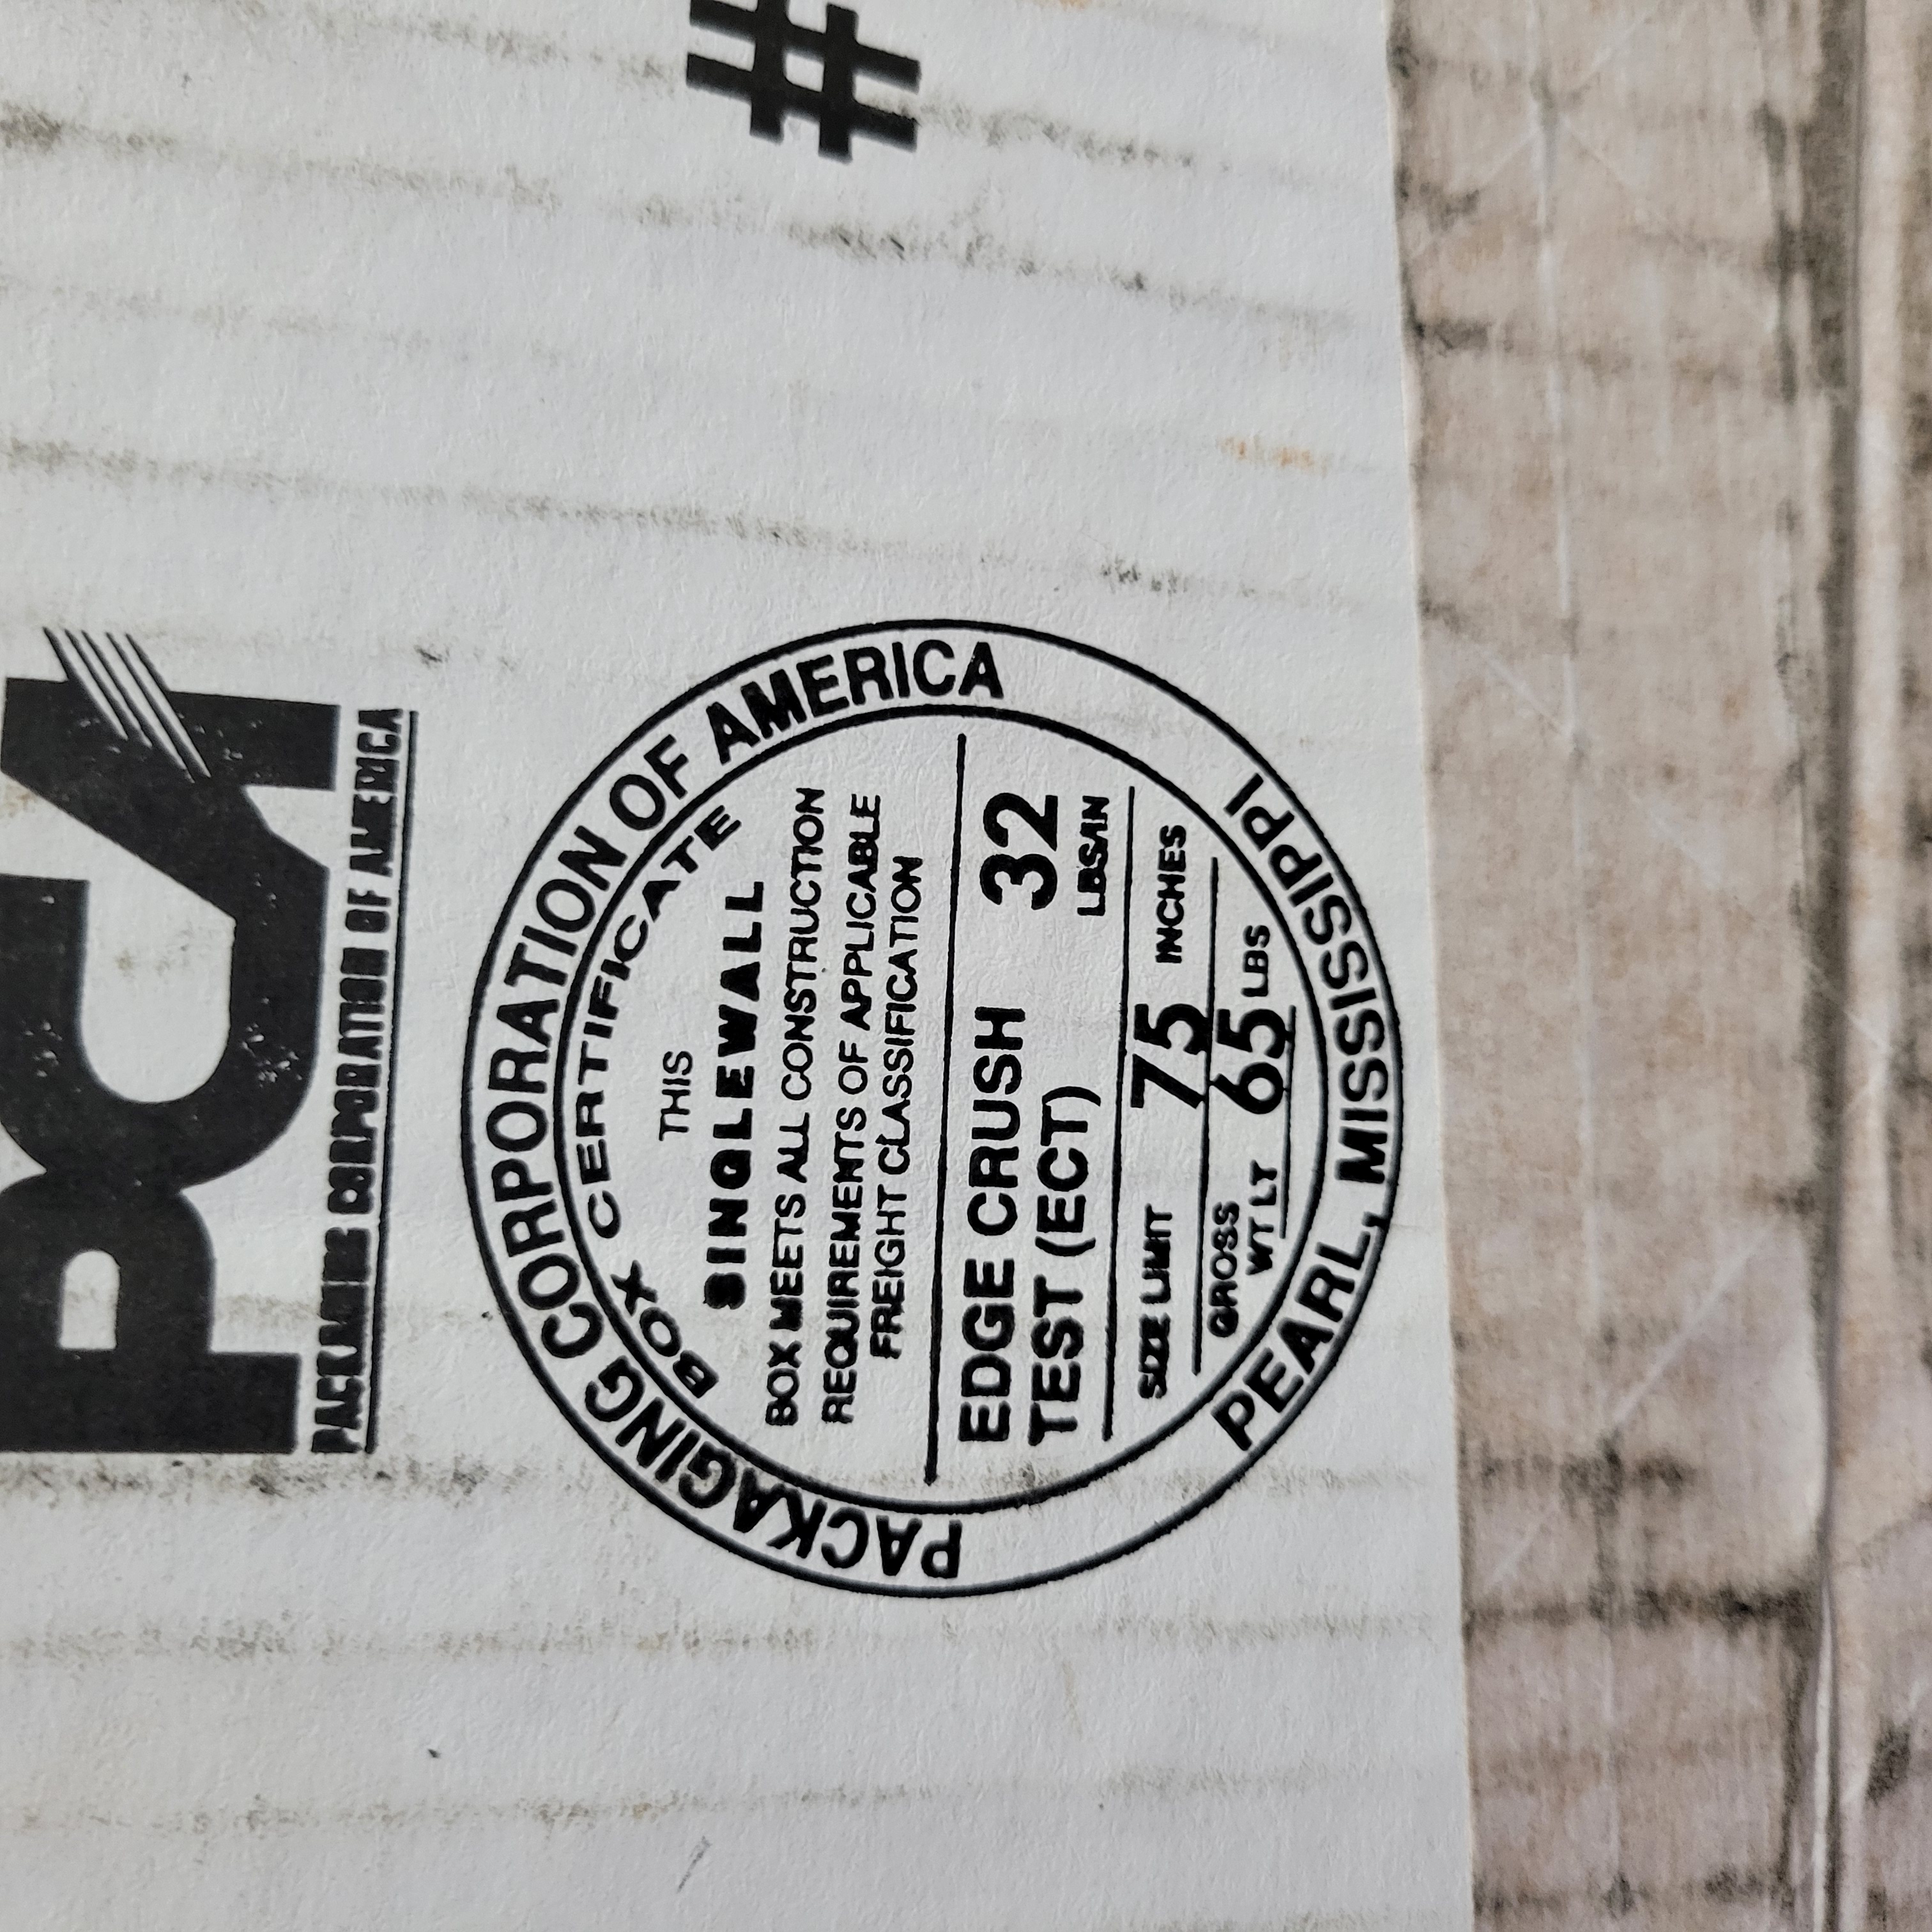 #
PCA
PACKAGING CORPORATION OF AMERICA
PACKAGING CORPORATION OF AMERICA
BOX CERTIFICATE
THIS
SINGLEWALL
BOX MEETS ALL CONSTRUCTION
REQUIREMENTS OF APPLICABLE
FREIGHT CLASSIFICATION
EDGE CRUSH 32
TEST (ECT) LBS/IN
SIZE LIMIT 75 INCHES
GROSS
WT LT 65 LBS
PEARL, MISSISSIPPI